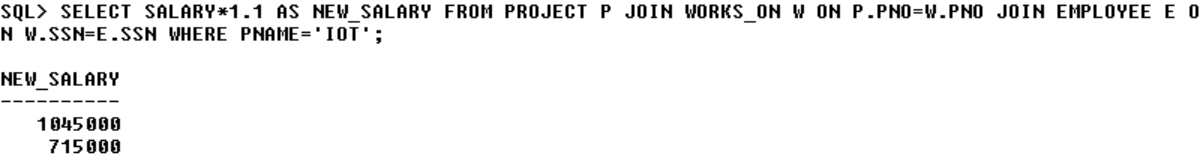 SQL> SELECT SALARY*1.1 AS NEW_SALARY FROM PROJECT P JOIN WORKS_ON W ON P.PNO=W.PNO JOIN EMPLOYEE E O
N W.SSN=E.SSN WHERE PNAME='IOT';
NEW_SALARY
----------
1045000
715000